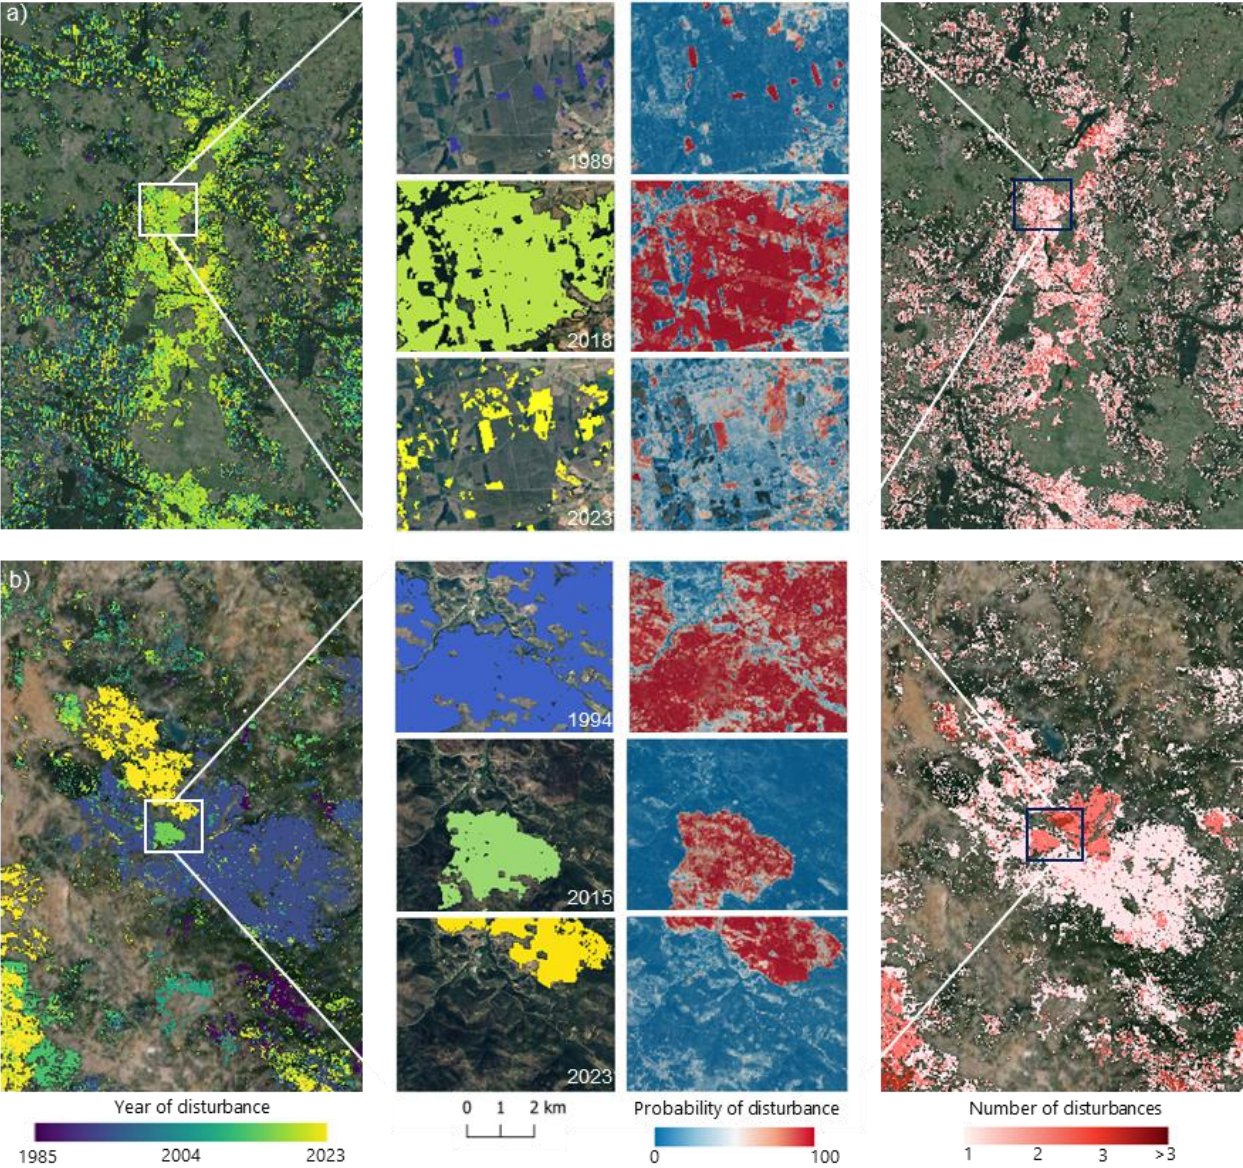 a)
1989
2018
2023
b)
1994
2015
2023
Year of disturbance
1985 2004 2023
0 1 2 km
Probability of disturbance
0 100
Number of disturbances
1 2 3 >3